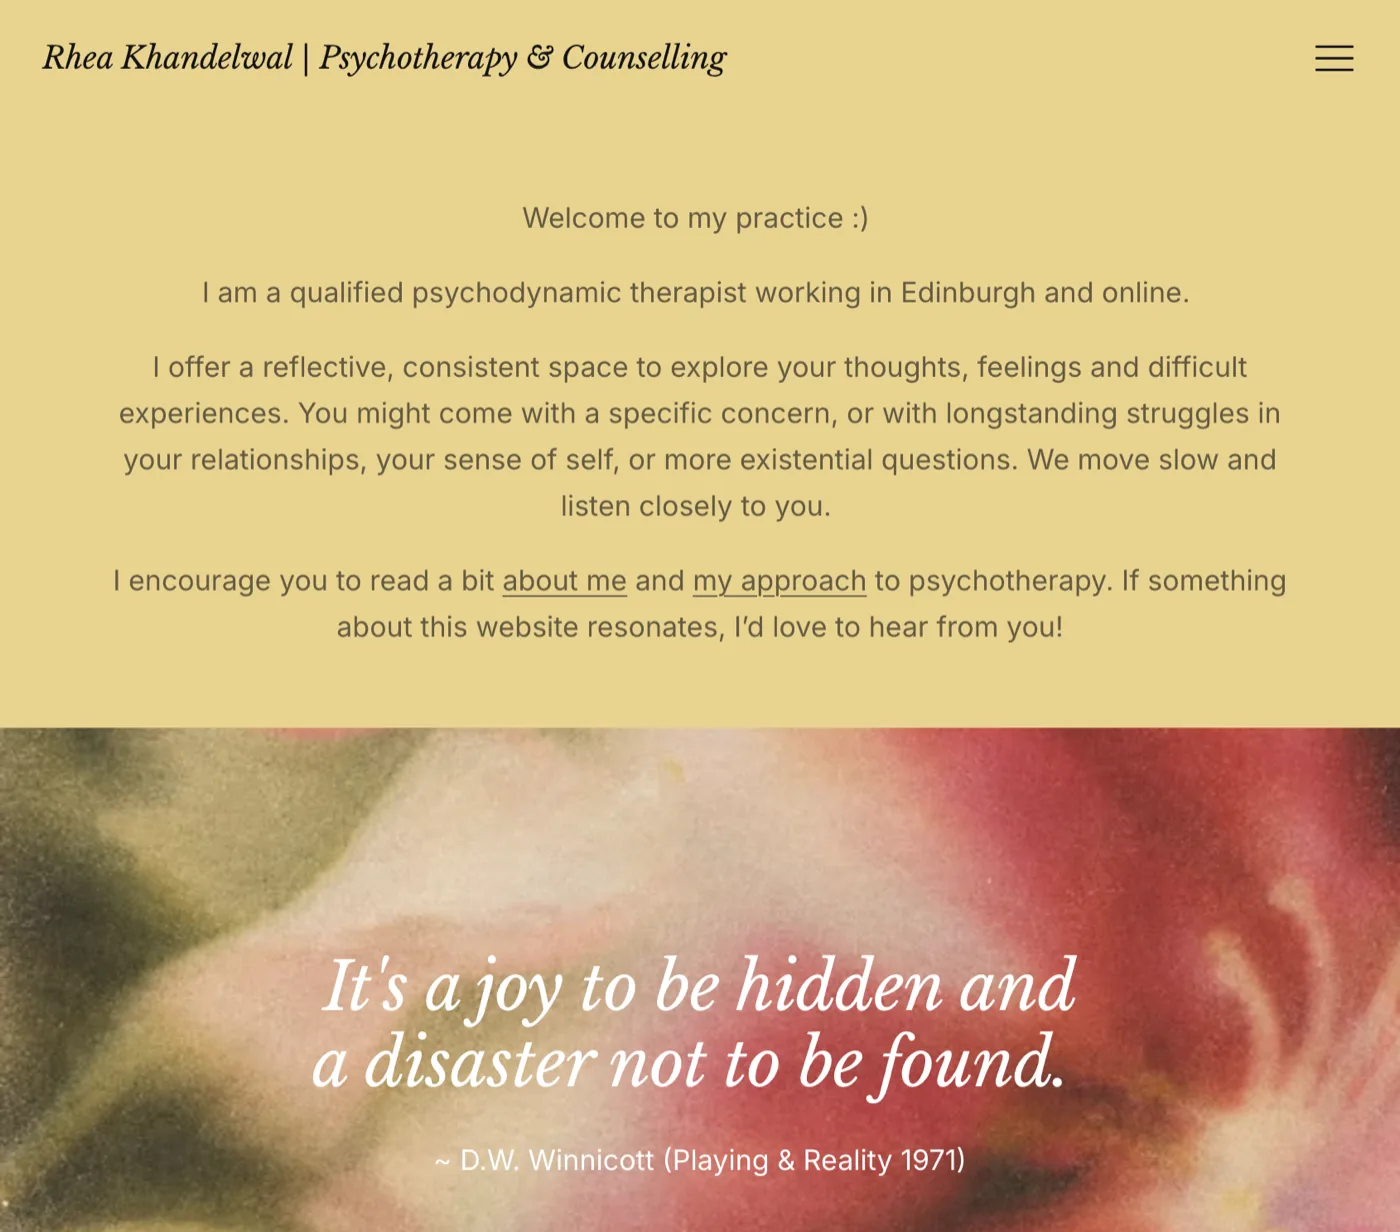 Rhea Khandelwal | Psychotherapy & Counselling
Welcome to my practice :)
I am a qualified psychodynamic therapist working in Edinburgh and online.
I offer a reflective, consistent space to explore your thoughts, feelings and difficult
experiences. You might come with a specific concern, or with longstanding struggles in
your relationships, your sense of self, or more existential questions. We move slow and
listen closely to you.
I encourage you to read a bit about me and my approach to psychotherapy. If something
about this website resonates, I’d love to hear from you!
It's a joy to be hidden and
a disaster not to be found.
~ D.W. Winnicott (Playing & Reality 1971)